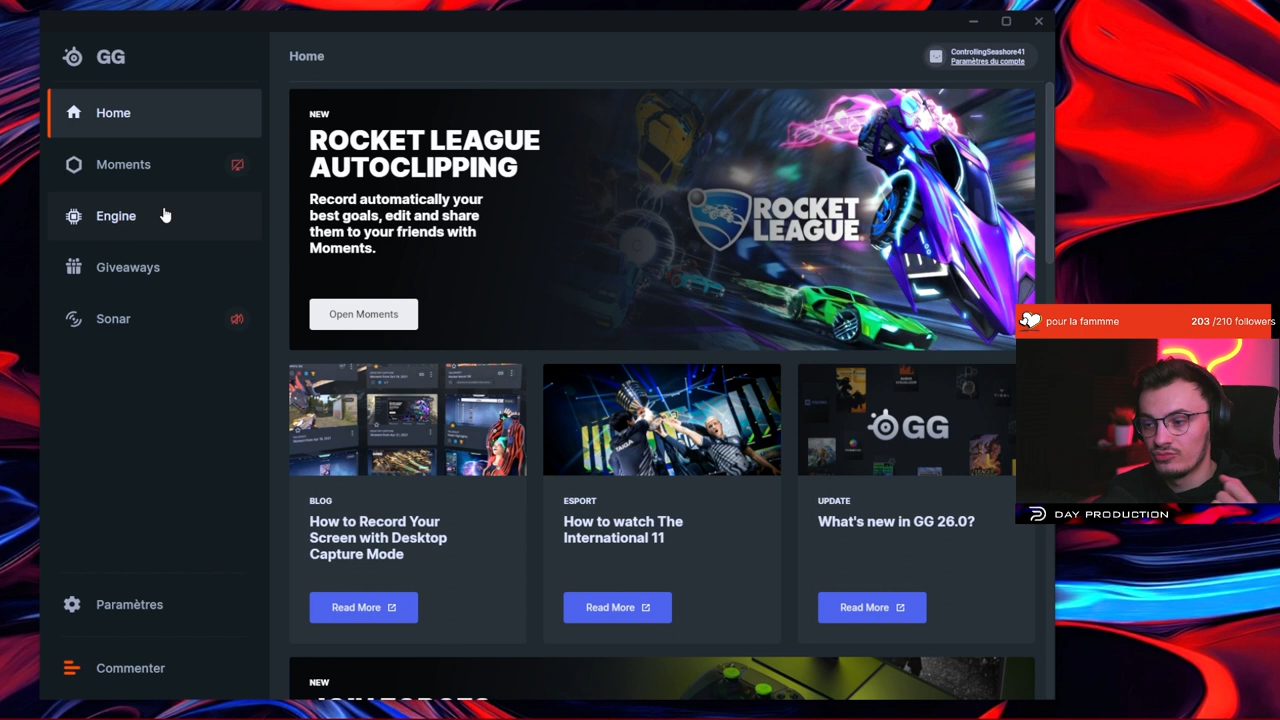 GG
Home
Moments
Engine
Giveaways
Sonar
Paramètres
Commenter
Home
ControllingSeashore41
Paramètres du compte
NEW
ROCKET LEAGUE
AUTOCLIPPING
Record automatically your
best goals, edit and share
them to your friends with
Moments.
Open Moments
ROCKET
LEAGUE
BLOG
How to Record Your
Screen with Desktop
Capture Mode
Read More
ESPORT
How to watch The
International 11
Read More
GG
UPDATE
What's new in GG 26.0?
Read More
NEW
pour la fammme
203 /210 followers
DAY PRODUCTION